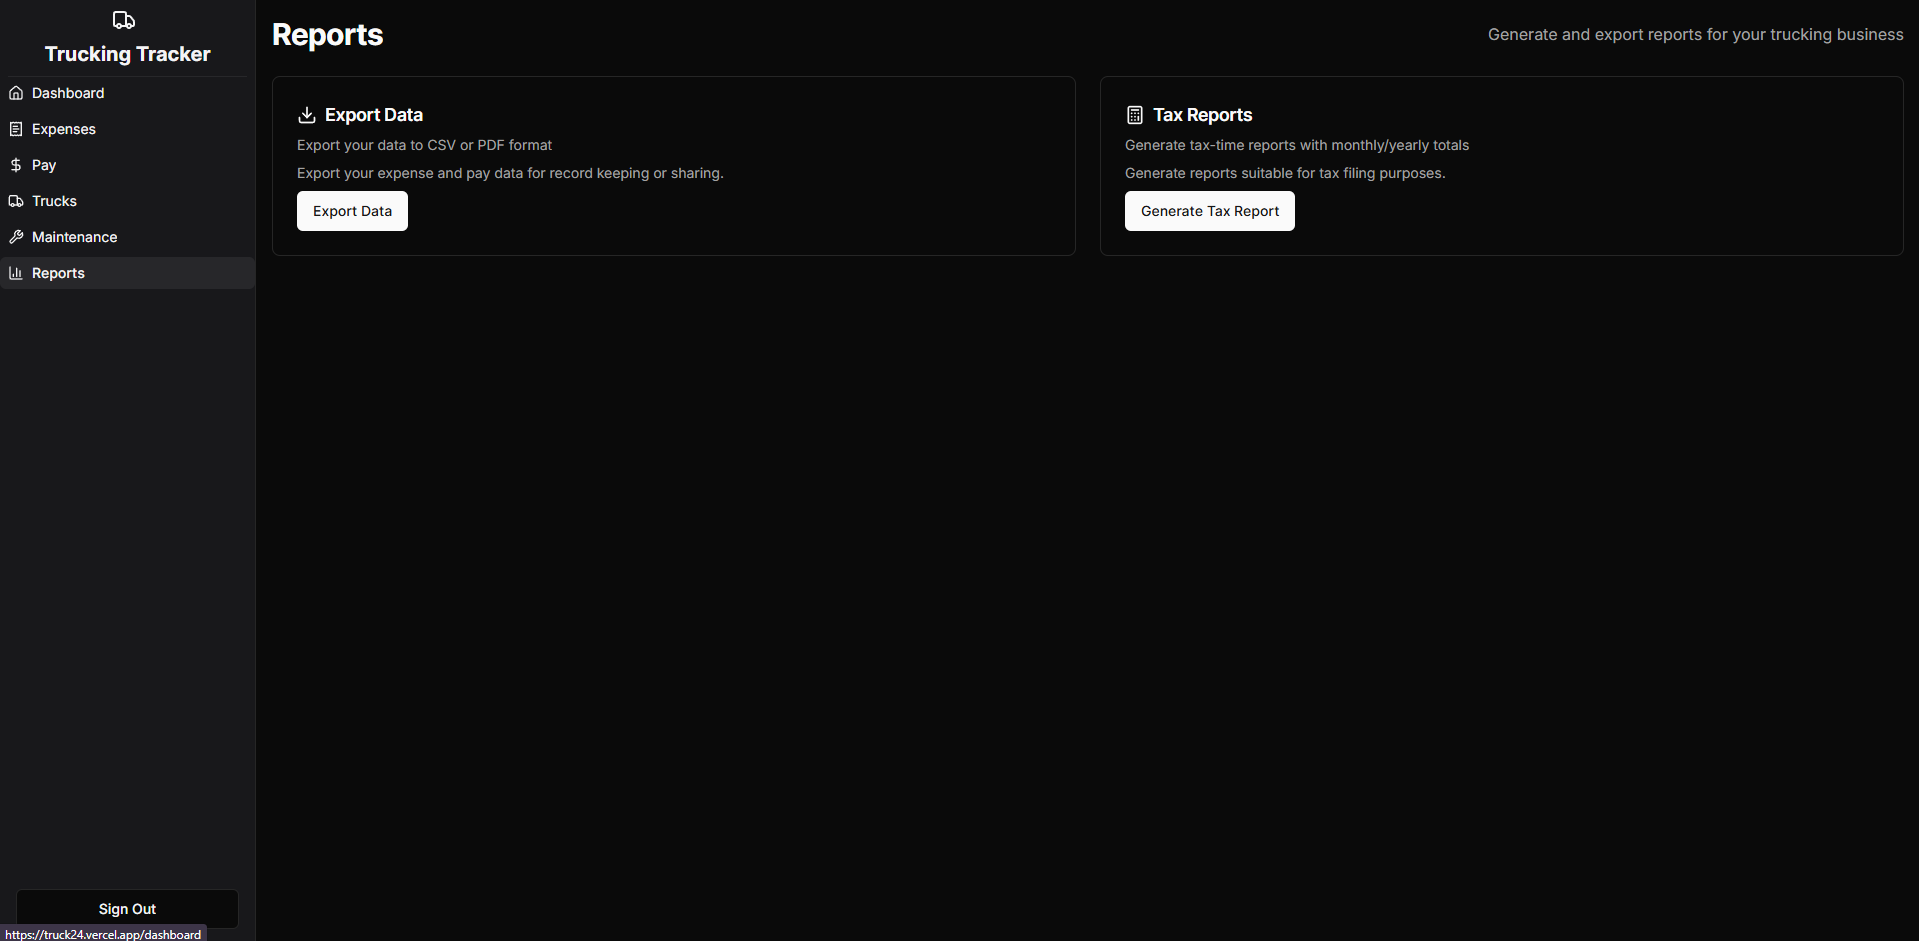 Trucking Tracker
Dashboard
Expenses
Pay
Trucks
Maintenance
Reports
Sign Out
https://truck24.vercel.app/dashboard
Reports
Generate and export reports for your trucking business
Export Data
Export your data to CSV or PDF format
Export your expense and pay data for record keeping or sharing.
Export Data
Tax Reports
Generate tax-time reports with monthly/yearly totals
Generate reports suitable for tax filing purposes.
Generate Tax Report